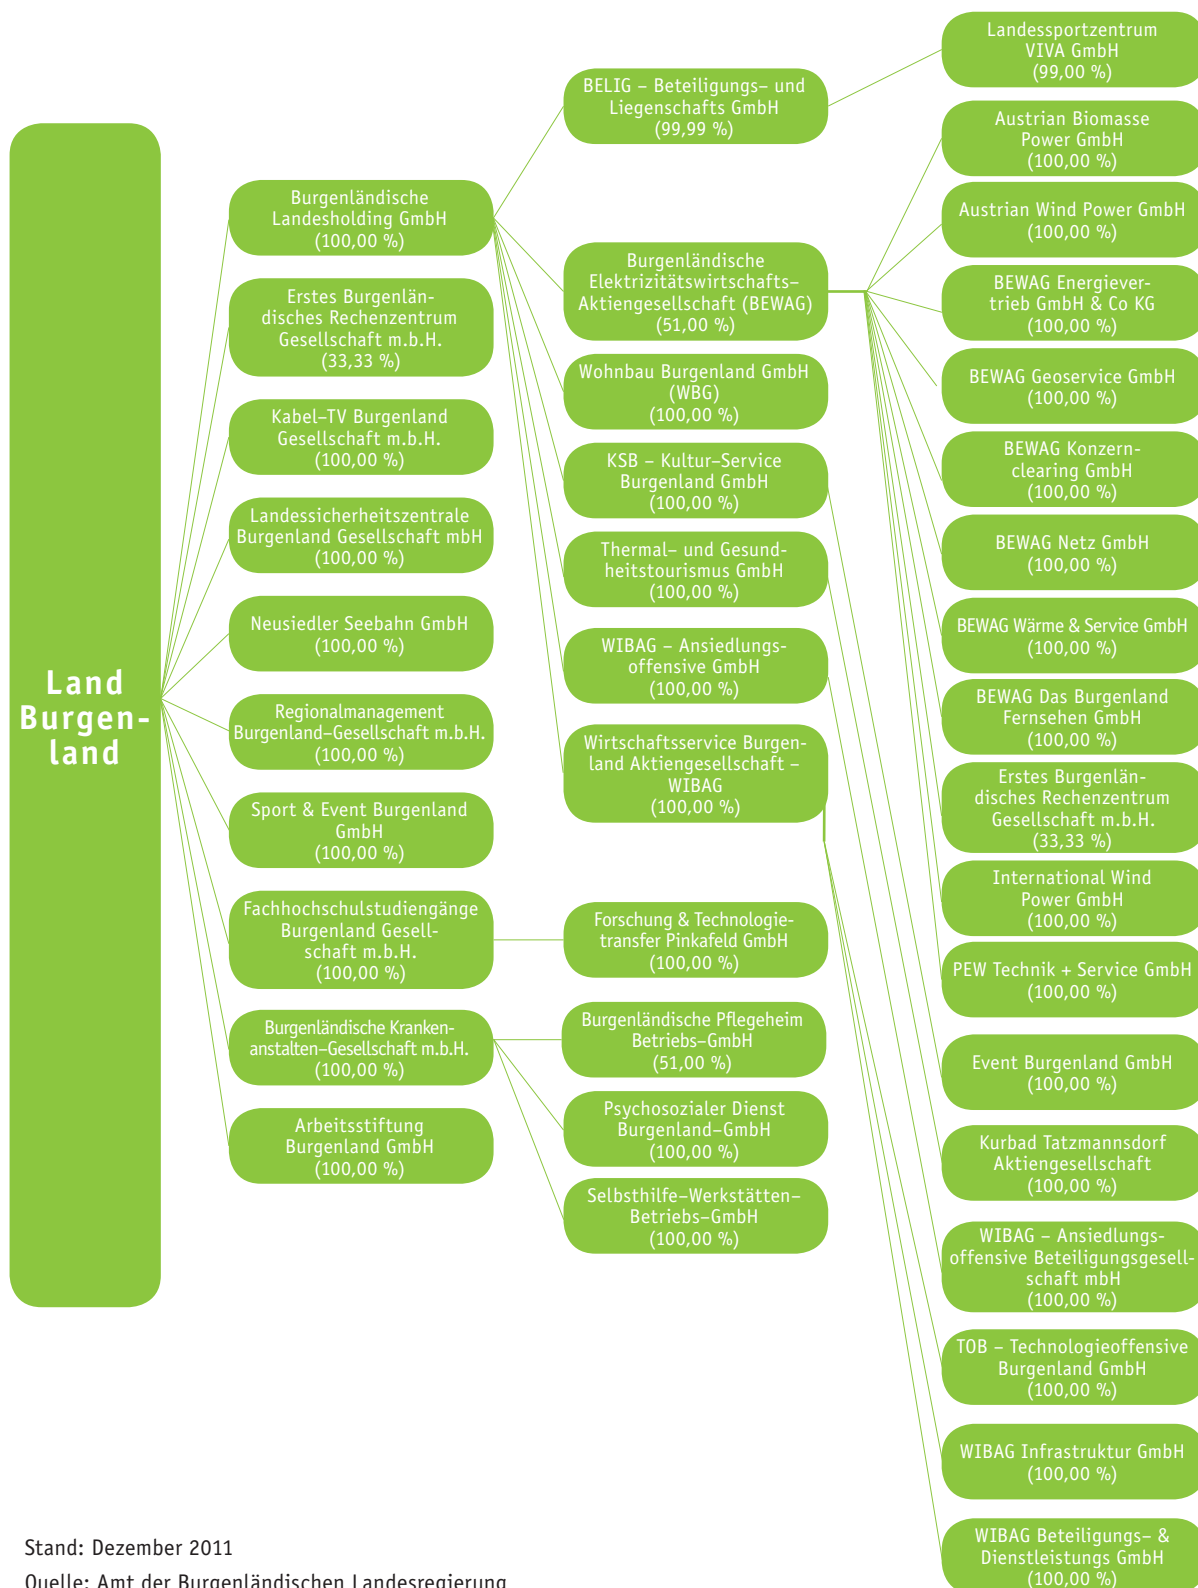 Land
Burgen-
land
Burgenländische
Landesholding GmbH
(100,00 %)
Erstes Burgenlän-
disches Rechenzentrum
Gesellschaft m.b.H.
(33,33 %)
Kabel–TV Burgenland
Gesellschaft m.b.H.
(100,00 %)
Landessicherheitszentrale
Burgenland Gesellschaft mbH
(100,00 %)
Neusiedler Seebahn GmbH
(100,00 %)
Regionalmanagement
Burgenland–Gesellschaft m.b.H.
(100,00 %)
Sport & Event Burgenland
GmbH
(100,00 %)
Fachhochschulstudiengänge
Burgenland Gesell-
schaft m.b.H.
(100,00 %)
Burgenländische Kranken-
anstalten–Gesellschaft m.b.H.
(100,00 %)
Arbeitsstiftung
Burgenland GmbH
(100,00 %)
BELIG – Beteiligungs– und
Liegenschafts GmbH
(99,99 %)
Burgenländische
Elektrizitätswirtschafts–
Aktiengesellschaft (BEWAG)
(51,00 %)
Wohnbau Burgenland GmbH
(WBG)
(100,00 %)
KSB – Kultur–Service
Burgenland GmbH
(100,00 %)
Thermal– und Gesund-
heitstourismus GmbH
(100,00 %)
WIBAG – Ansiedlungs-
offensive GmbH
(100,00 %)
Wirtschaftsservice Burgen-
land Aktiengesellschaft –
WIBAG
(100,00 %)
Forschung & Technologie-
transfer Pinkafeld GmbH
(100,00 %)
Burgenländische Pflegeheim
Betriebs–GmbH
(51,00 %)
Psychosozialer Dienst
Burgenland–GmbH
(100,00 %)
Selbsthilfe–Werkstätten–
Betriebs–GmbH
(100,00 %)
Landessportzentrum
VIVA GmbH
(99,00 %)
Austrian Biomasse
Power GmbH
(100,00 %)
Austrian Wind Power GmbH
(100,00 %)
BEWAG Energiever-
trieb GmbH & Co KG
(100,00 %)
BEWAG Geoservice GmbH
(100,00 %)
BEWAG Konzern-
clearing GmbH
(100,00 %)
BEWAG Netz GmbH
(100,00 %)
BEWAG Wärme & Service GmbH
(100,00 %)
BEWAG Das Burgenland
Fernsehen GmbH
(100,00 %)
Erstes Burgenlän-
disches Rechenzentrum
Gesellschaft m.b.H.
(33,33 %)
International Wind
Power GmbH
(100,00 %)
PEW Technik + Service GmbH
(100,00 %)
Event Burgenland GmbH
(100,00 %)
Kurbad Tatzmannsdorf
Aktiengesellschaft
(100,00 %)
WIBAG – Ansiedlungs-
offensive Beteiligungsgesell-
schaft mbH
(100,00 %)
TOB – Technologieoffensive
Burgenland GmbH
(100,00 %)
WIBAG Infrastruktur GmbH
(100,00 %)
WIBAG Beteiligungs– &
Dienstleistungs GmbH
(100,00 %)
Stand: Dezember 2011
Quelle: Amt der Burgenländischen Landesregierung